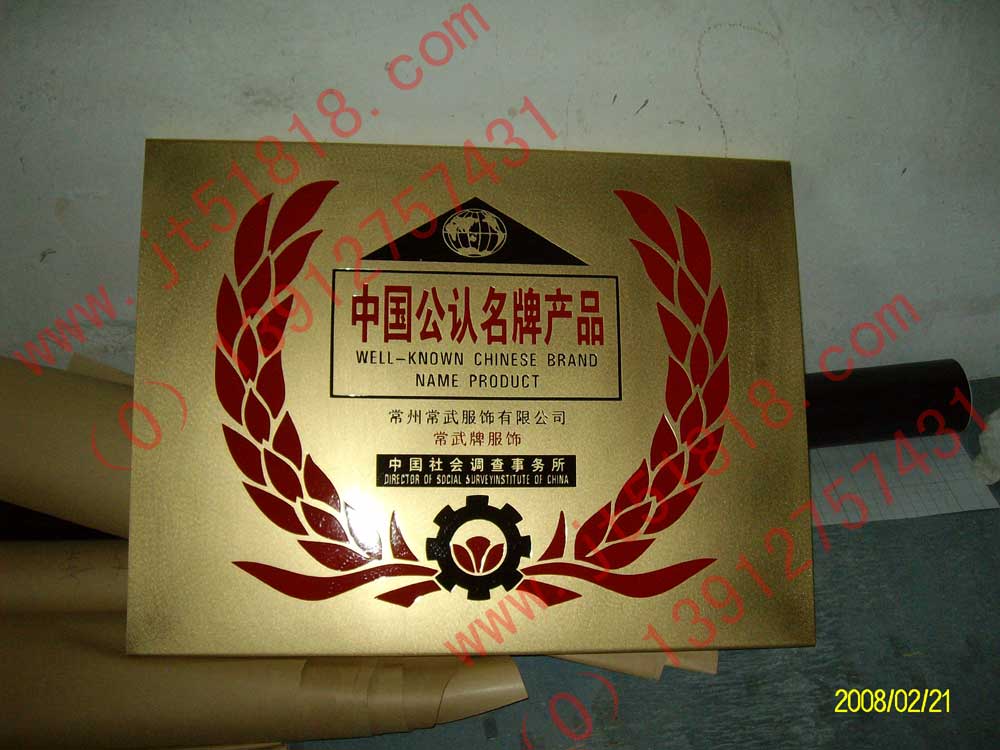 中国公认名牌产品
WELL-KNOWN CHINESE BRAND
NAME PRODUCT
常州常武服饰有限公司
常武牌服饰
中国社会调查事务所
DIRECTOR OF SOCIAL SURVEYINSTITUTE OF CHINA
www.jt51818.com
(0) 13912757431
www.jt51818.com
(0) 13912757431
2008/02/21